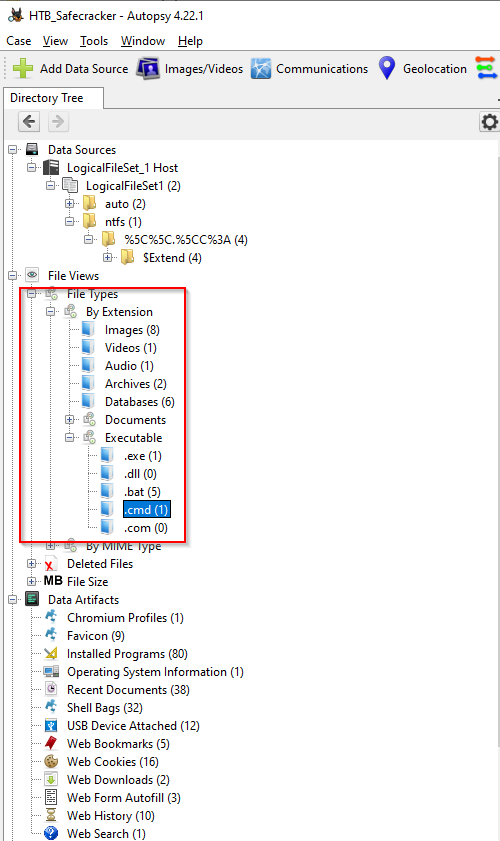 HTB_Safecracker - Autopsy 4.22.1
Case View Tools Window Help
Add Data Source Images/Videos Communications Geolocation
Directory Tree
Data Sources
LogicalFileSet_1 Host
LogicalFileSet1 (2)
auto (2)
ntfs (1)
%5C%5C.%5CC%3A (4)
$Extend (4)
File Views
File Types
By Extension
Images (8)
Videos (1)
Audio (1)
Archives (2)
Databases (6)
Documents
Executable
.exe (1)
.dll (0)
.bat (5)
.cmd (1)
.com (0)
By MIME Type
Deleted Files
MB File Size
Data Artifacts
Chromium Profiles (1)
Favicon (9)
Installed Programs (80)
Operating System Information (1)
Recent Documents (38)
Shell Bags (32)
USB Device Attached (12)
Web Bookmarks (5)
Web Cookies (16)
Web Downloads (2)
Web Form Autofill (3)
Web History (10)
Web Search (1)